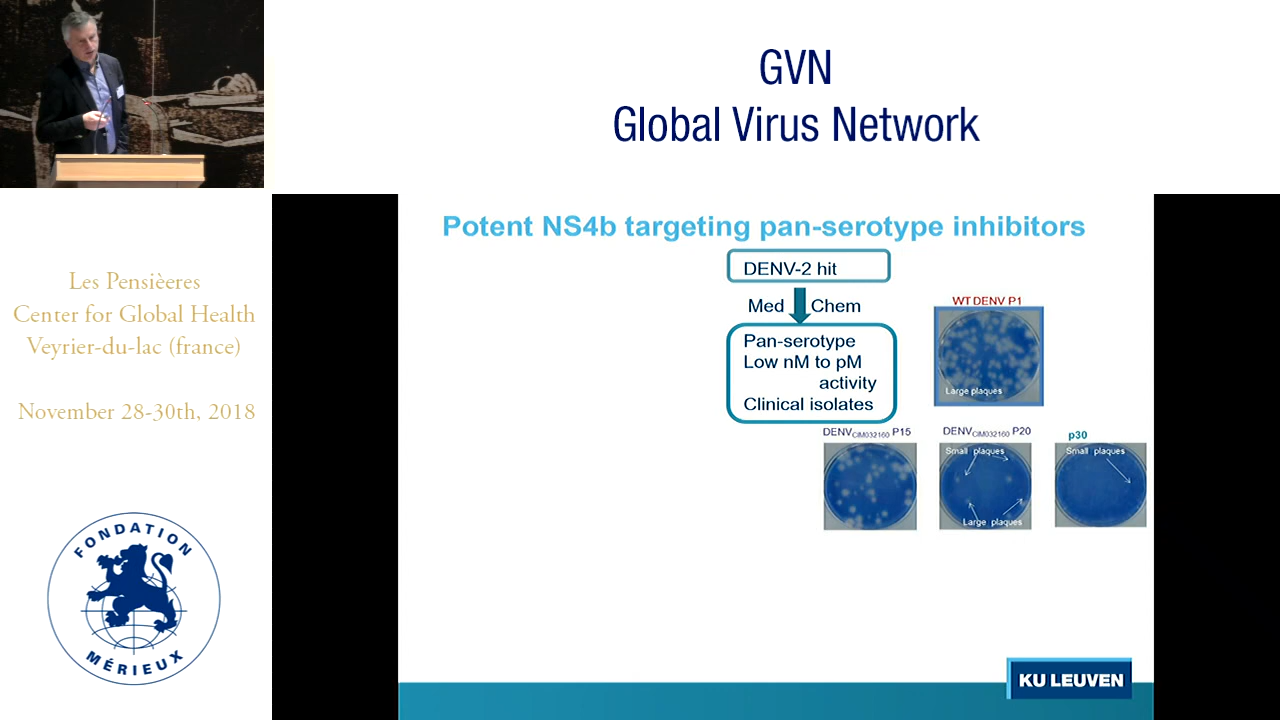 GVN
Global Virus Network
Les Pensièeres
Center for Global Health
Veyrier-du-lac (france)
November 28-30th, 2018
FONDATION
MÉRIEUX
Potent NS4b targeting pan-serotype inhibitors
DENV-2 hit
Med Chem
Pan-serotype
Low nM to pM
activity
Clinical isolates
WT DENV P1
Large plaques
DENVCIM032160 P15
DENVCIM032160 P20
Small plaques
Large plaques
p30
Small plaques
KU LEUVEN